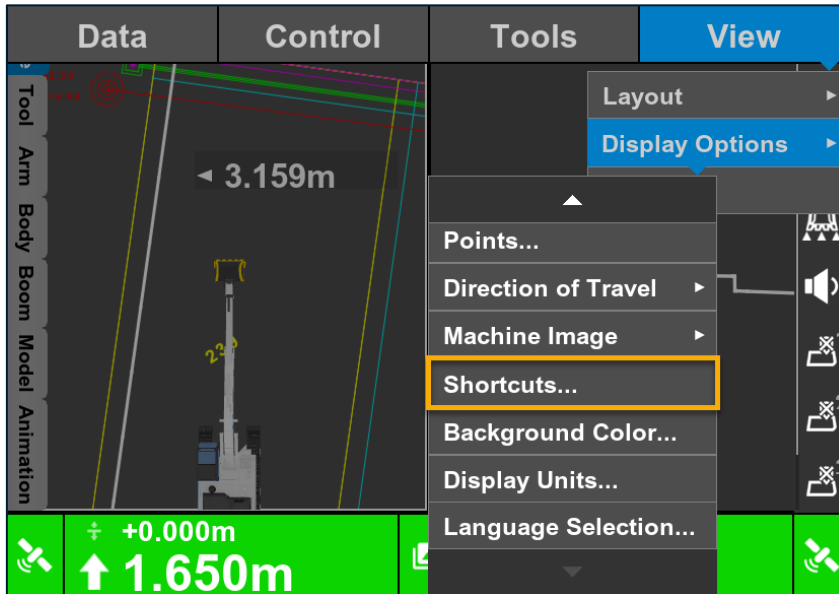 Data
Control
Tools
View
Layout
Display Options
3.159m
Tool
Arm
Body
Boom
Model
Animation
Points...
Direction of Travel
Machine Image
Shortcuts...
Background Color...
Display Units...
Language Selection...
+0.000m
1.650m